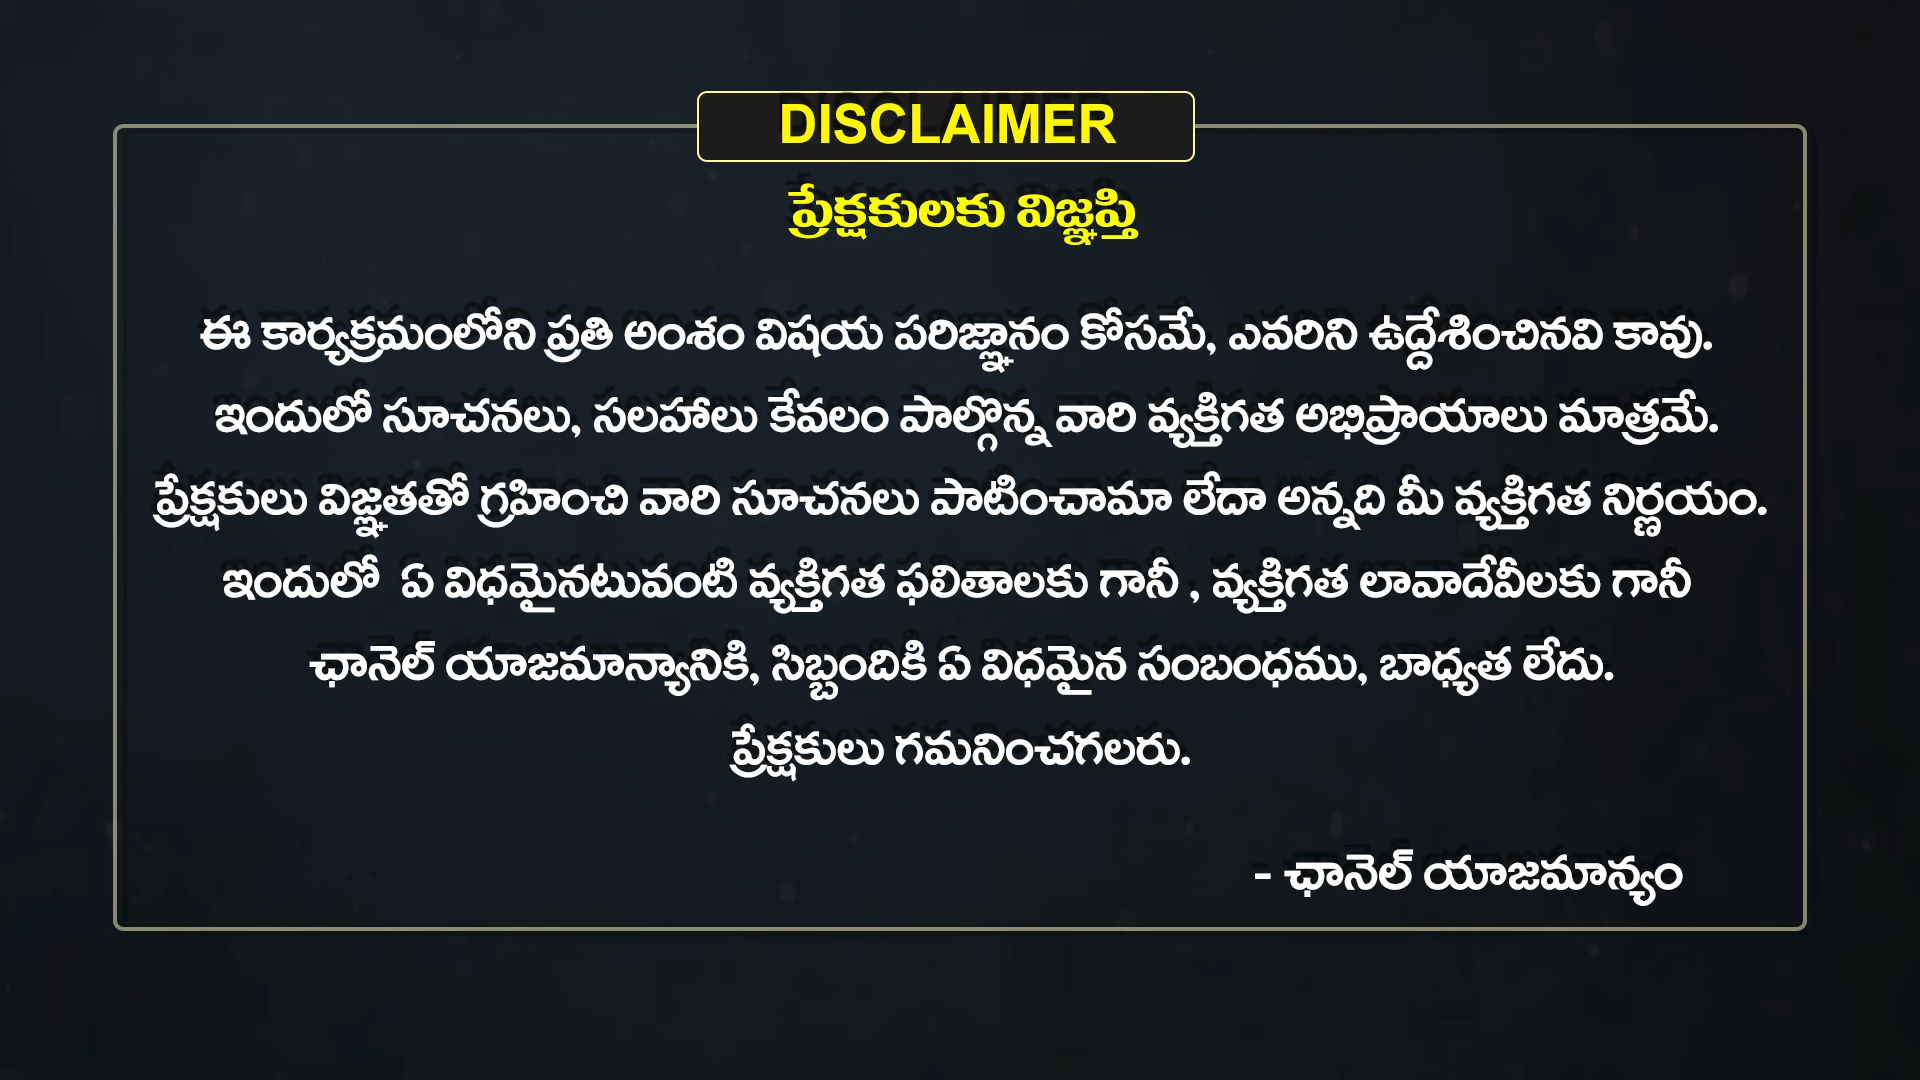 DISCLAIMER
ప్రేక్షకులకు విజ్ఞప్తి
ఈ కార్యక్రమంలోని ప్రతి అంశం విషయ పరిజ్ఞానం కోసమే, ఎవరిని ఉద్దేశించినవి కావు.
ఇందులో సూచనలు, సలహాలు కేవలం పాల్గొన్న వారి వ్యక్తిగత అభిప్రాయాలు మాత్రమే.
ప్రేక్షకులు విజ్ఞతతో గ్రహించి వారి సూచనలు పాటించామా లేదా అన్నది మీ వ్యక్తిగత నిర్ణయం.
ఇందులో  ఏ విధమైనటువంటి వ్యక్తిగత ఫలితాలకు గానీ , వ్యక్తిగత లావాదేవీలకు గానీ
ఛానెల్ యాజమాన్యానికి, సిబ్బందికి ఏ విధమైన సంబంధము, బాధ్యత లేదు.
ప్రేక్షకులు గమనించగలరు.
- ఛానెల్ యాజమాన్యం